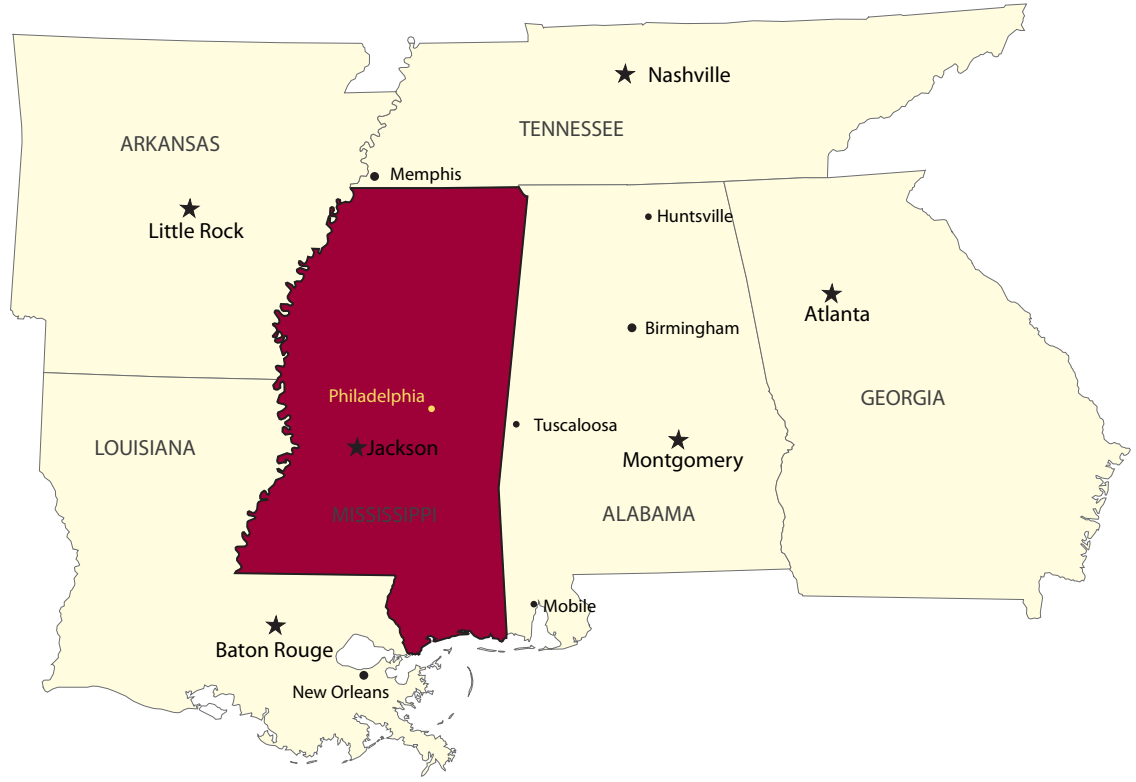 Nashville
TENNESSEE
ARKANSAS
Memphis
Little Rock
Huntsville
Atlanta
Birmingham
Philadelphia
GEORGIA
Tuscaloosa
LOUISIANA
Jackson
Montgomery
MISSISSIPPI
ALABAMA
Mobile
Baton Rouge
New Orleans